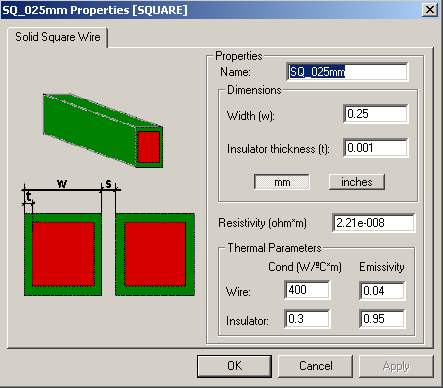 SQ_025mm Properties [SQUARE]
Solid Square Wire
Properties
Name: SQ_025mm
Dimensions
Width (w): 0.25
Insulator thickness (t): 0.001
mm inches
w s
t
Resistivity (ohm*m) 2.21e-008
Thermal Parameters
Cond (W/ºC*m) Emissivity
Wire: 400 0.04
Insulator: 0.3 0.95
OK Cancel Apply